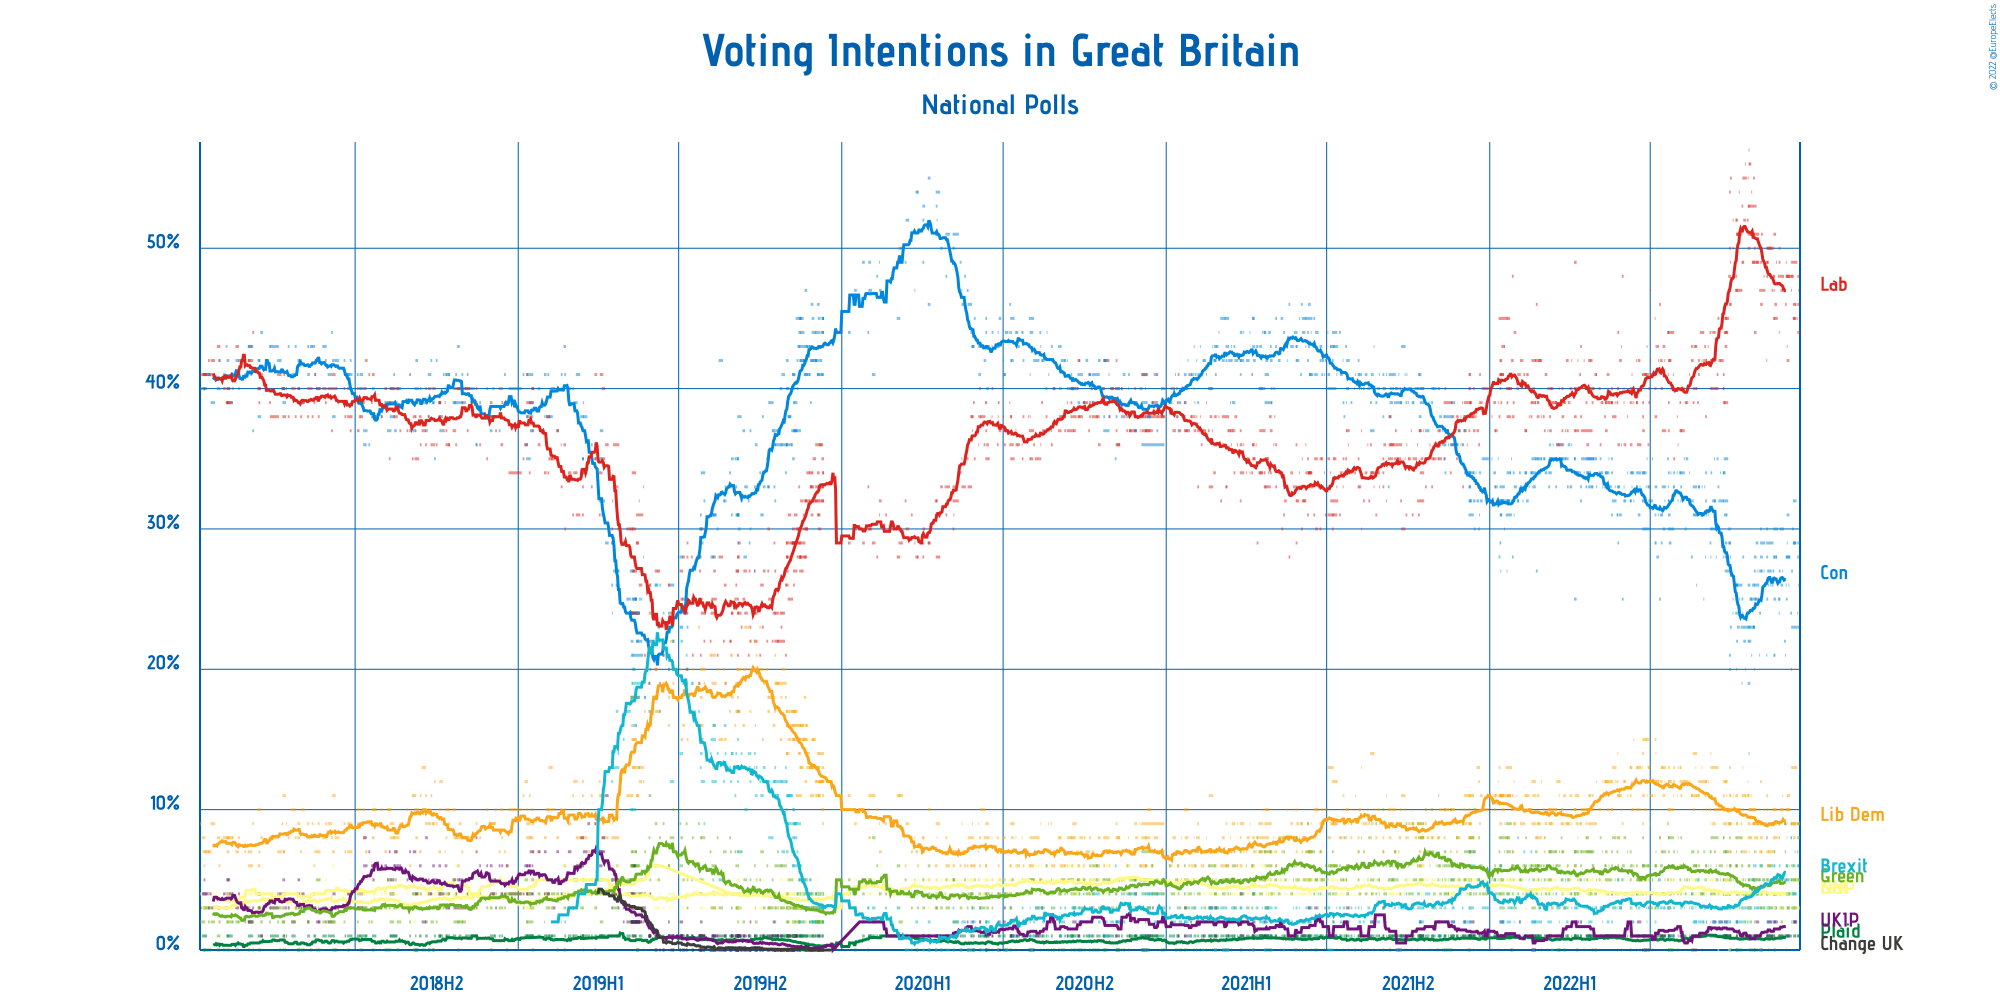 © 2022 @EuropeElects
Voting Intentions in Great Britain
National Polls
50%
40%
30%
20%
10%
0%
Lab
Con
Lib Dem
Brexit
Green
SNP
UKIP
Plaid
Change UK
2018H2
2019H1
2019H2
2020H1
2020H2
2021H1
2021H2
2022H1